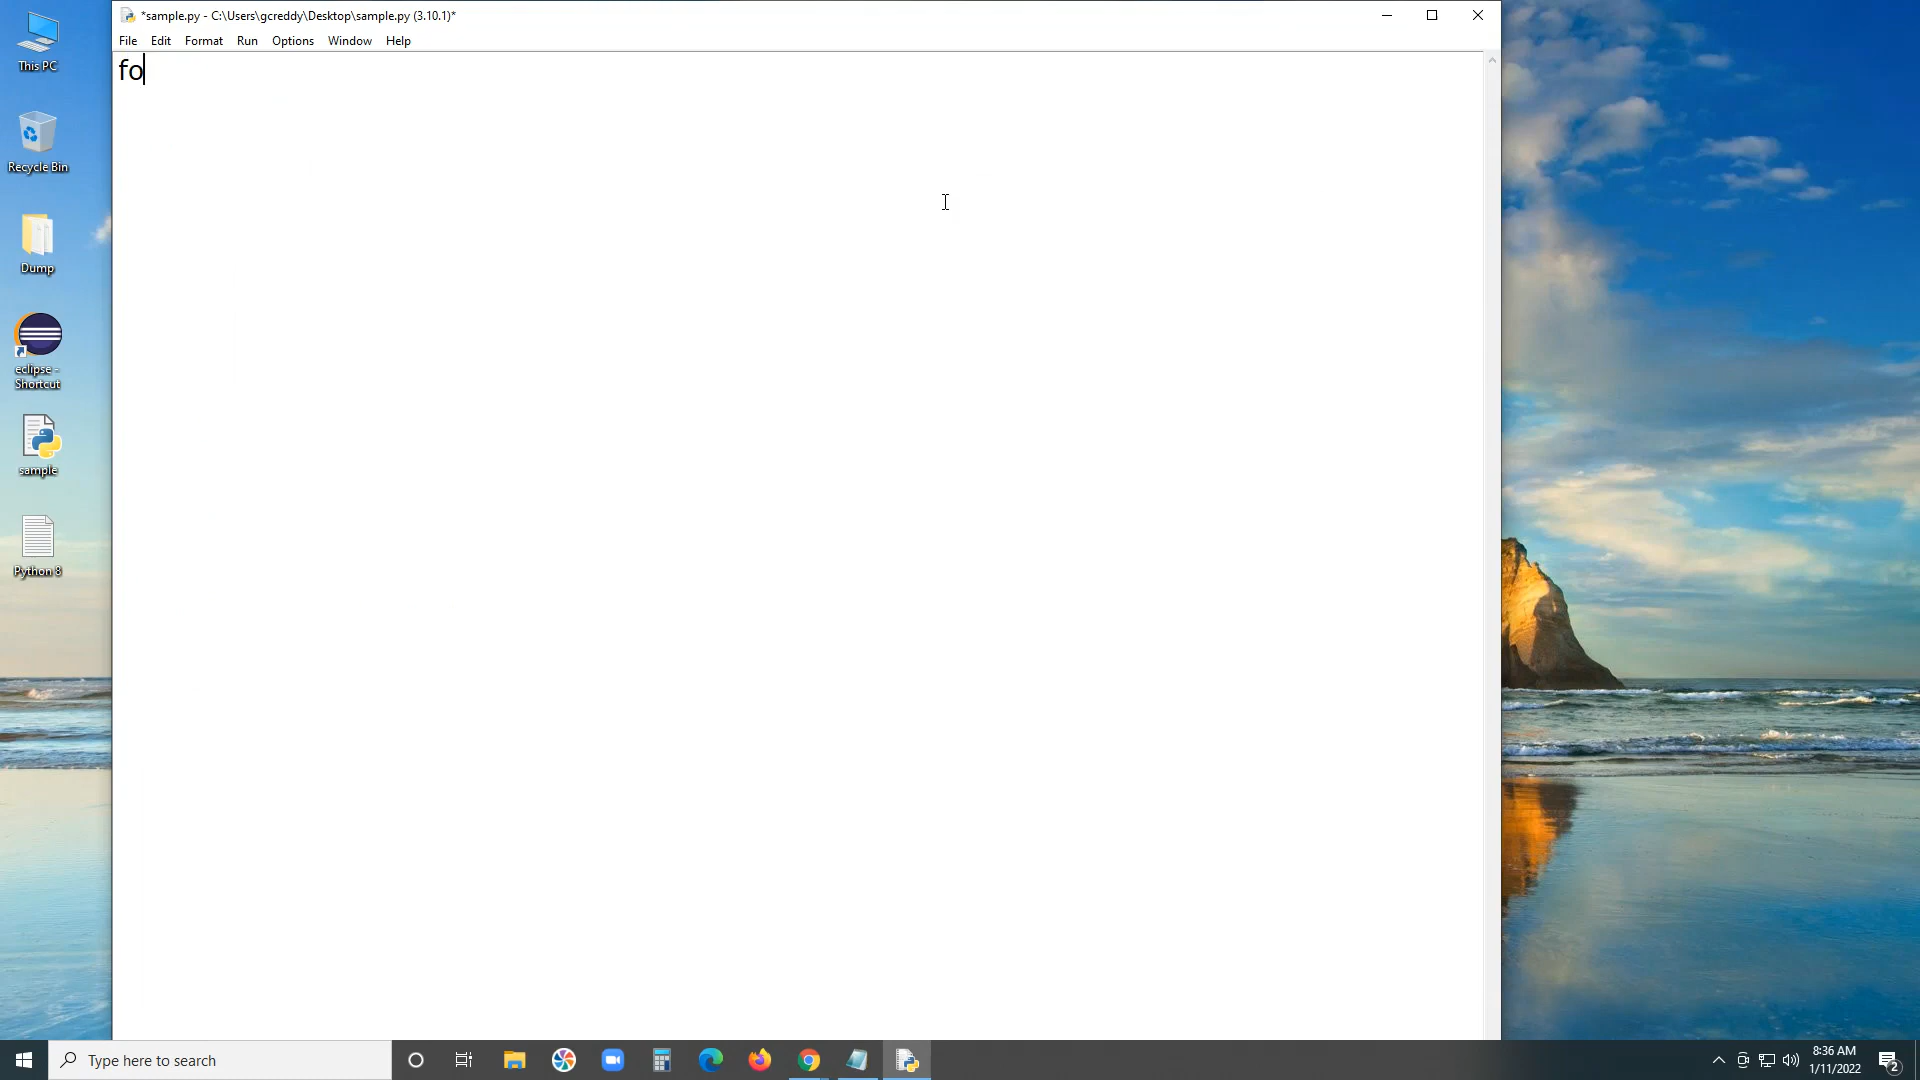 *sample.py - C:\Users\gcreddy\Desktop\sample.py (3.10.1)*
File Edit Format Run Options Window Help
fo
This PC
Recycle Bin
Dump
eclipse -
Shortcut
sample
Python 8
Type here to search
8:36 AM
1/11/2022
2